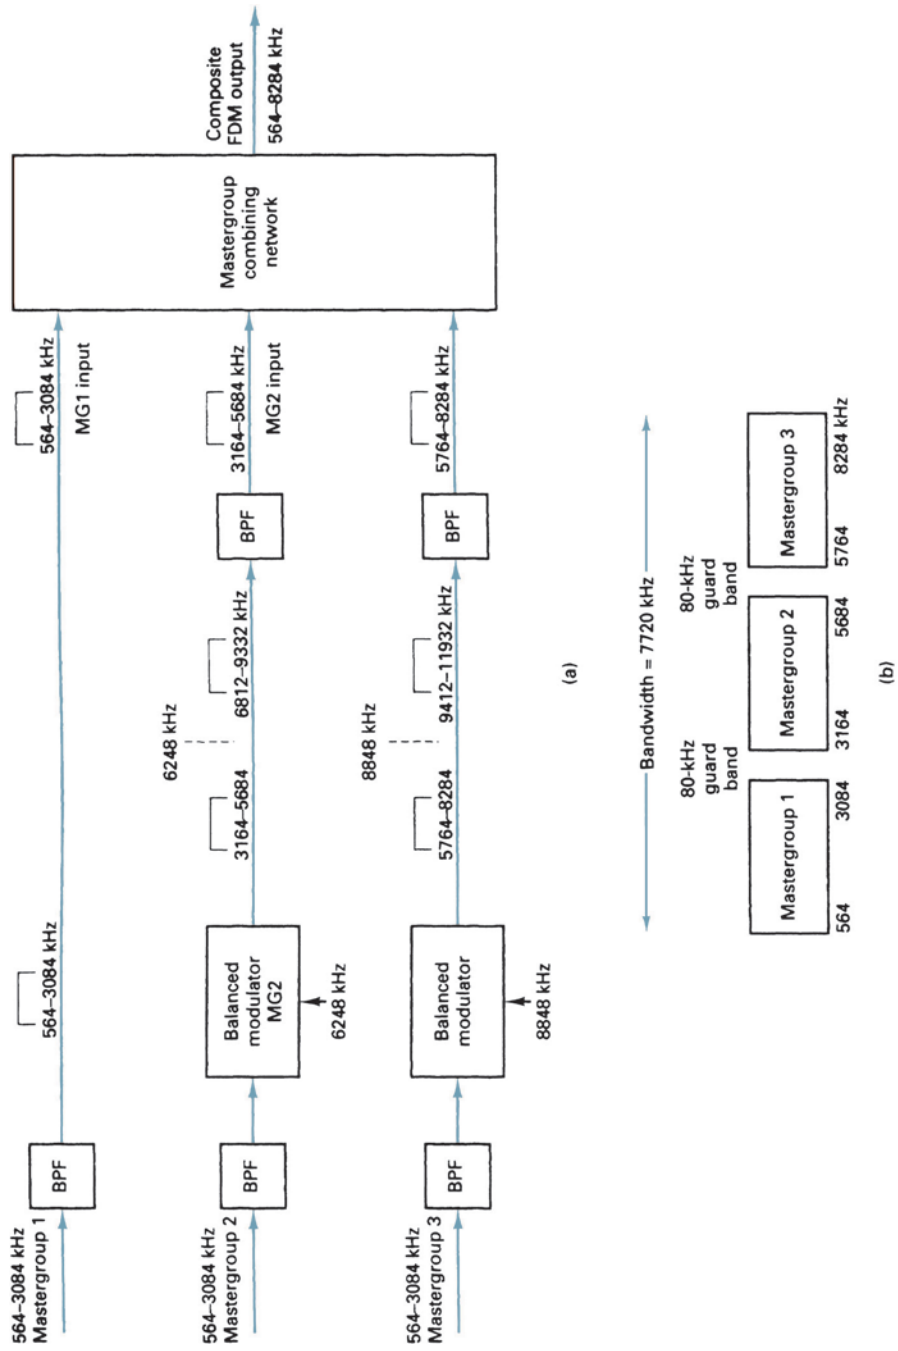 564–3084 kHz
Mastergroup 1
BPF
564–3084 kHz
564–3084 kHz
MG1 input
564–3084 kHz
Mastergroup 2
BPF
Balanced
modulator
MG2
6248 kHz
3164–5684
6248 kHz
6812–9332 kHz
BPF
3164–5684 kHz
MG2 input
564–3084 kHz
Mastergroup 3
BPF
Balanced
modulator
8848 kHz
5764–8284
8848 kHz
9412–11932 kHz
BPF
5764–8284 kHz
Mastergroup
combining
network
Composite
FDM output
564–8284 kHz
(a)
Bandwidth = 7720 kHz
80-kHz
guard
band
80-kHz
guard
band
Mastergroup 1
Mastergroup 2
Mastergroup 3
564
3084
3164
5684
5764
8284 kHz
(b)